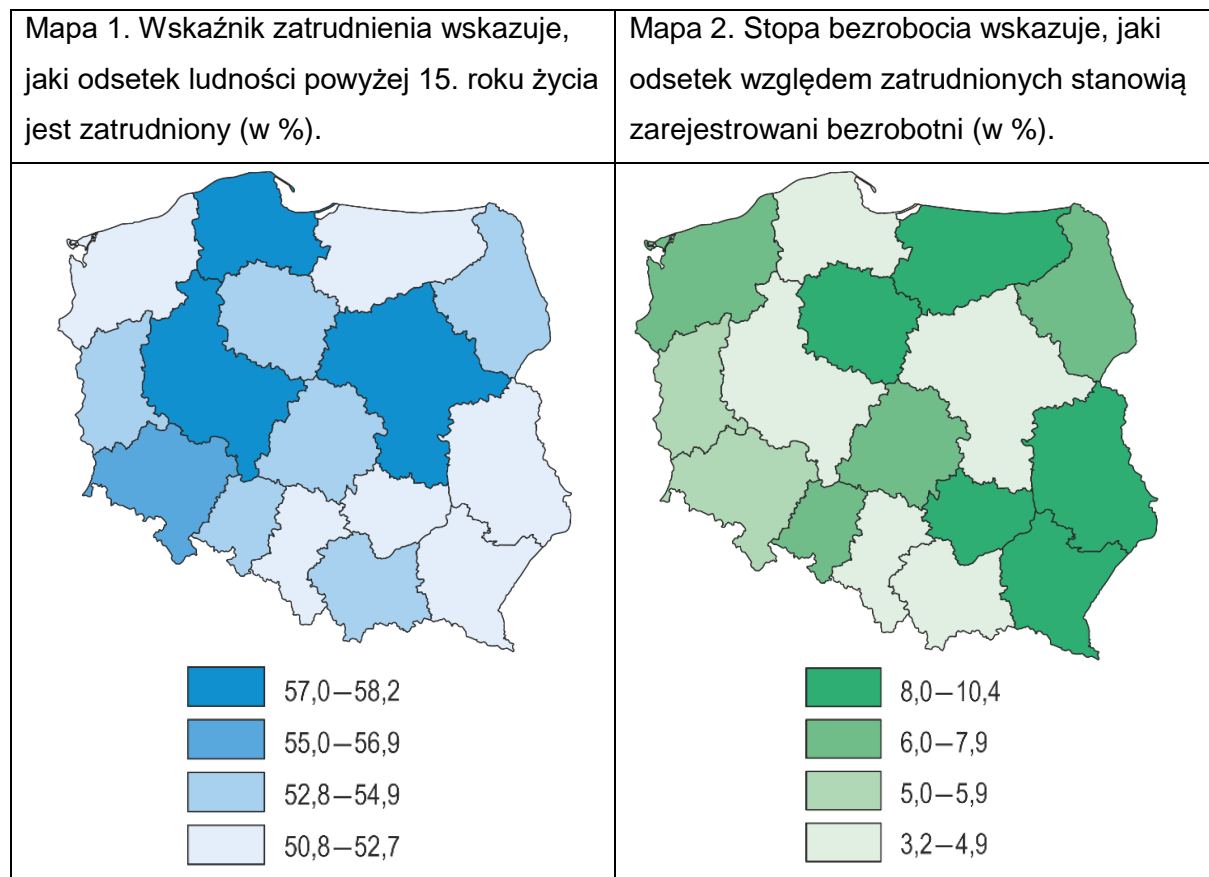 Mapa 1. Wskaźnik zatrudnienia wskazuje,
jaki odsetek ludności powyżej 15. roku życia
jest zatrudniony (w %).
Mapa 2. Stopa bezrobocia wskazuje, jaki
odsetek względem zatrudnionych stanowią
zarejestrowani bezrobotni (w %).
57,0—58,2
55,0—56,9
52,8—54,9
50,8—52,7
8,0—10,4
6,0—7,9
5,0—5,9
3,2—4,9